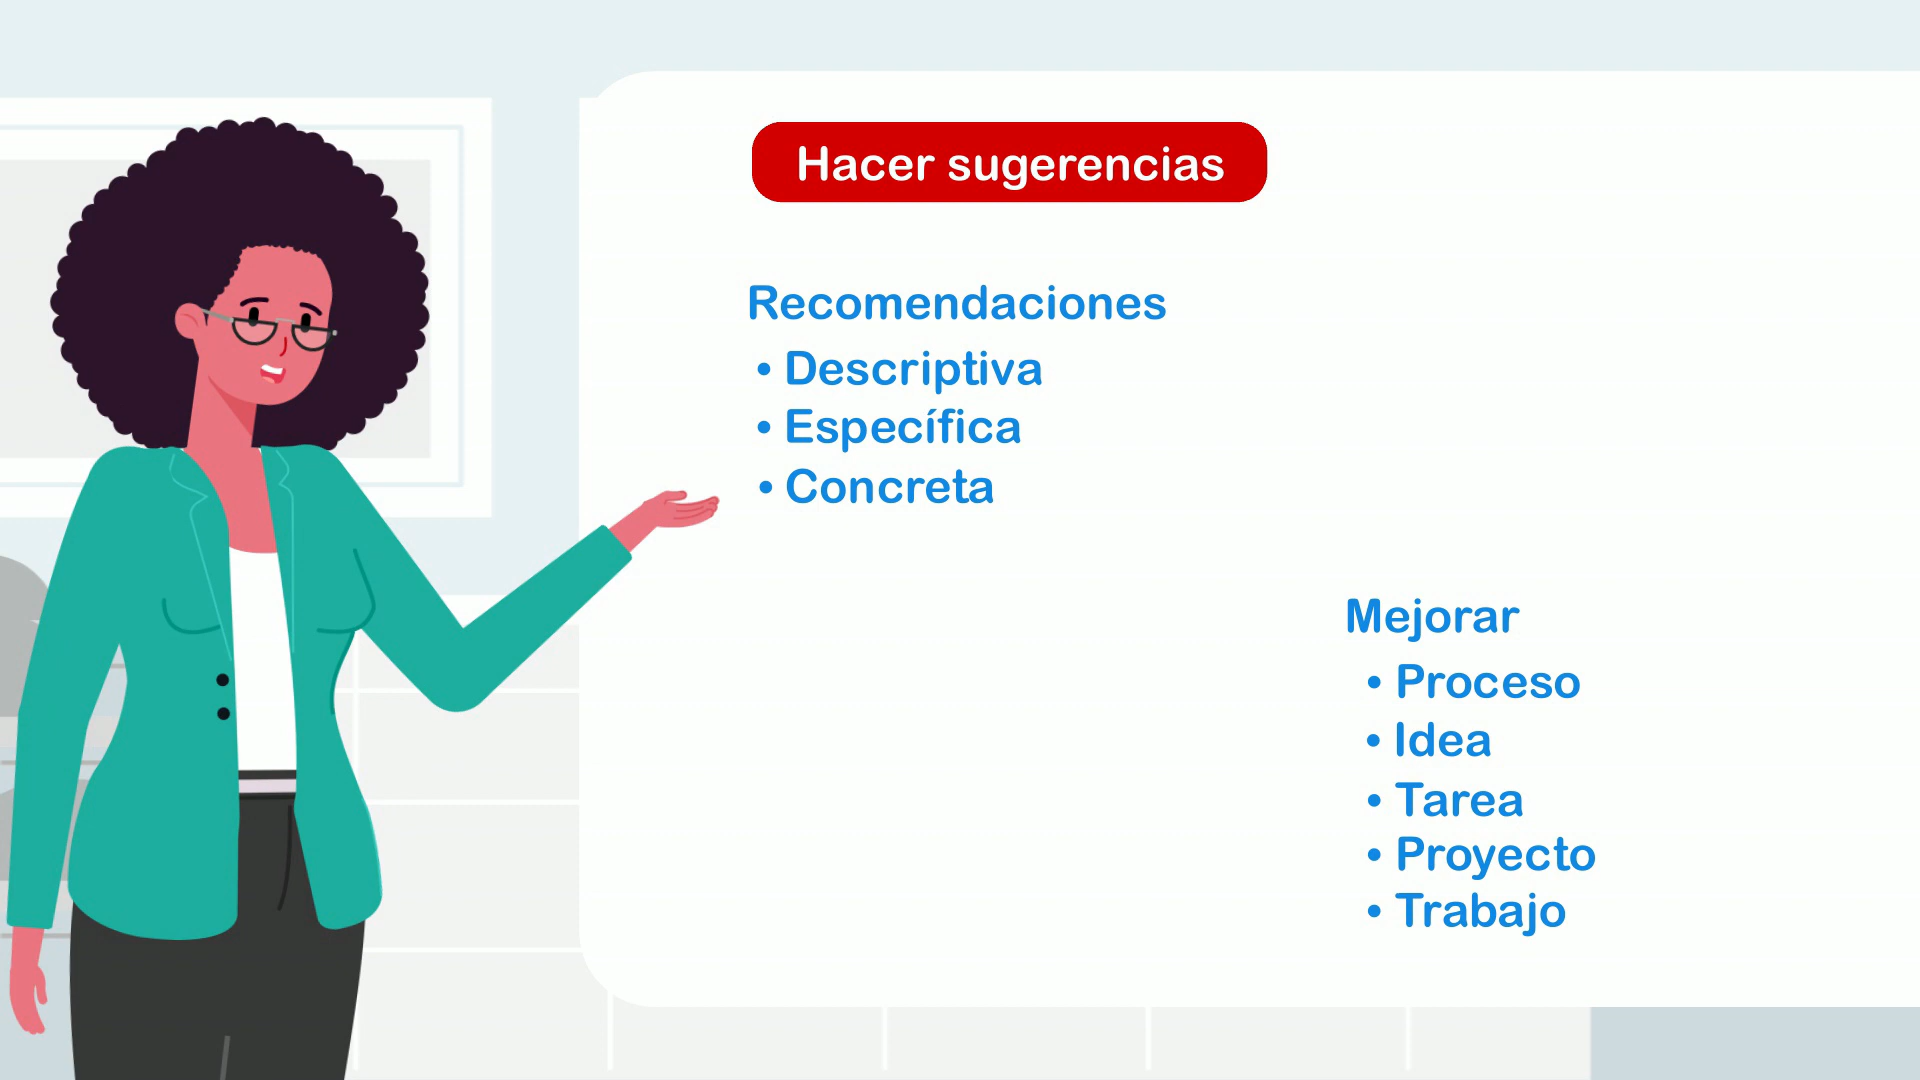 Hacer sugerencias
Recomendaciones
• Descriptiva
• Específica
• Concreta
Mejorar
• Proceso
• Idea
• Tarea
• Proyecto
• Trabajo